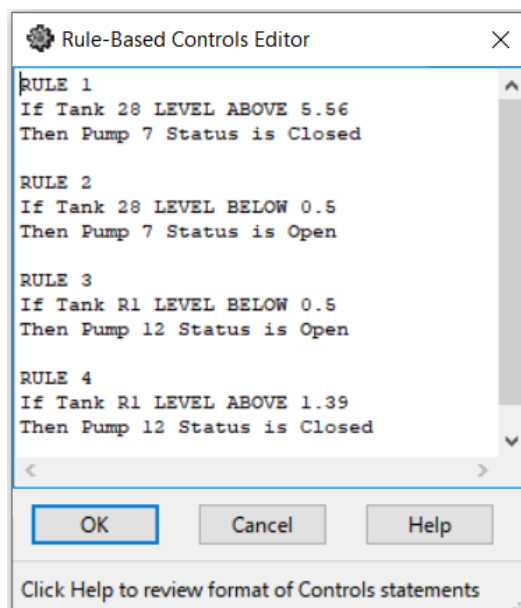 Rule-Based Controls Editor
RULE 1
If Tank 28 LEVEL ABOVE 5.56
Then Pump 7 Status is Closed
RULE 2
If Tank 28 LEVEL BELOW 0.5
Then Pump 7 Status is Open
RULE 3
If Tank R1 LEVEL BELOW 0.5
Then Pump 12 Status is Open
RULE 4
If Tank R1 LEVEL ABOVE 1.39
Then Pump 12 Status is Closed
OK Cancel Help
Click Help to review format of Controls statements